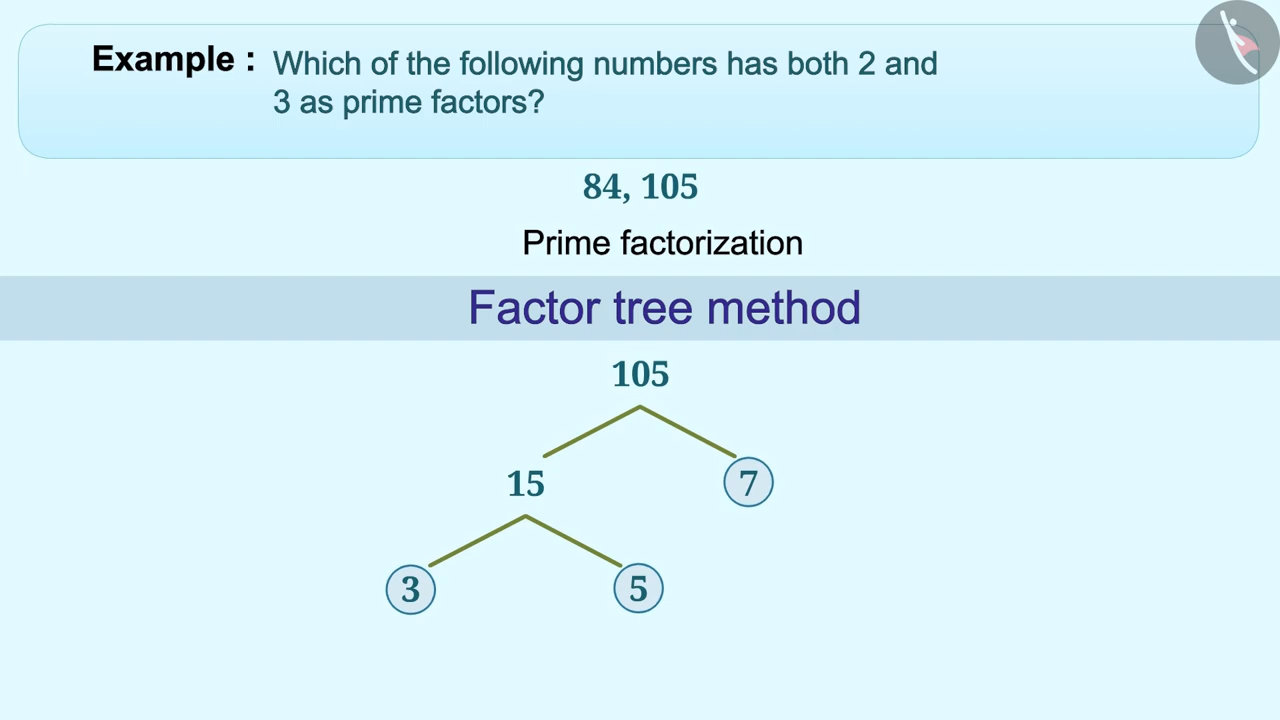 Example : Which of the following numbers has both 2 and
3 as prime factors?
84, 105
Prime factorization
Factor tree method
105
15 7
3 5